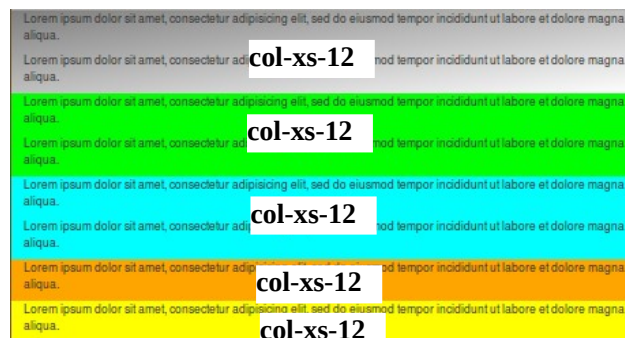 Lorem ipsum dolor sit amet, consectetur adipisicing elit, sed do eiusmod tempor incididunt ut labore et dolore magna
aliqua.
col-xs-12
Lorem ipsum dolor sit amet, consectetur adi nod tempor incididunt ut labore et dolore magna
aliqua.
Lorem ipsum dolor sit amet, consectetur adipisicing elit, sed do eiusmod tempor incididunt ut labore et dolore magna
aliqua.
col-xs-12
Lorem ipsum dolor sit amet, consectetur ad mod tempor incididunt ut labore et dolore magna
aliqua.
Lorem ipsum dolor sit amet, consectetur adipisicing elit, sed do eiusmod tempor incididunt ut labore et dolore magna
aliqua.
col-xs-12
Lorem ipsum dolor sit amet, consectetur adip nod tempor incididunt ut labore et dolore magna
aliqua.
Lorem ipsum dolor sit amet, consectetur adip od tempor incididunt ut labore et dolore magna
aliqua.
col-xs-12
Lorem ipsum dolor sit amet, consectetur adipisicing elit, sed do eiusmod tempor incididunt ut labore et dolore magna
aliqua.
col-xs-12